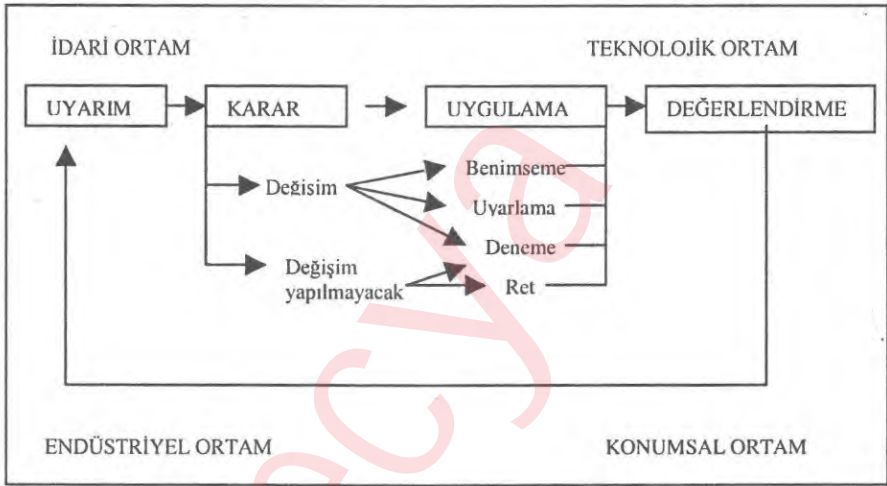 İDARİ ORTAM
TEKNOLOJİK ORTAM
UYARIM
KARAR
UYGULAMA
DEĞERLENDİRME
Benimseme
Değişim
Uyarlama
Deneme
Değişim
yapılmayacak
Ret
ENDÜSTRİYEL ORTAM
KONUMSAL ORTAM